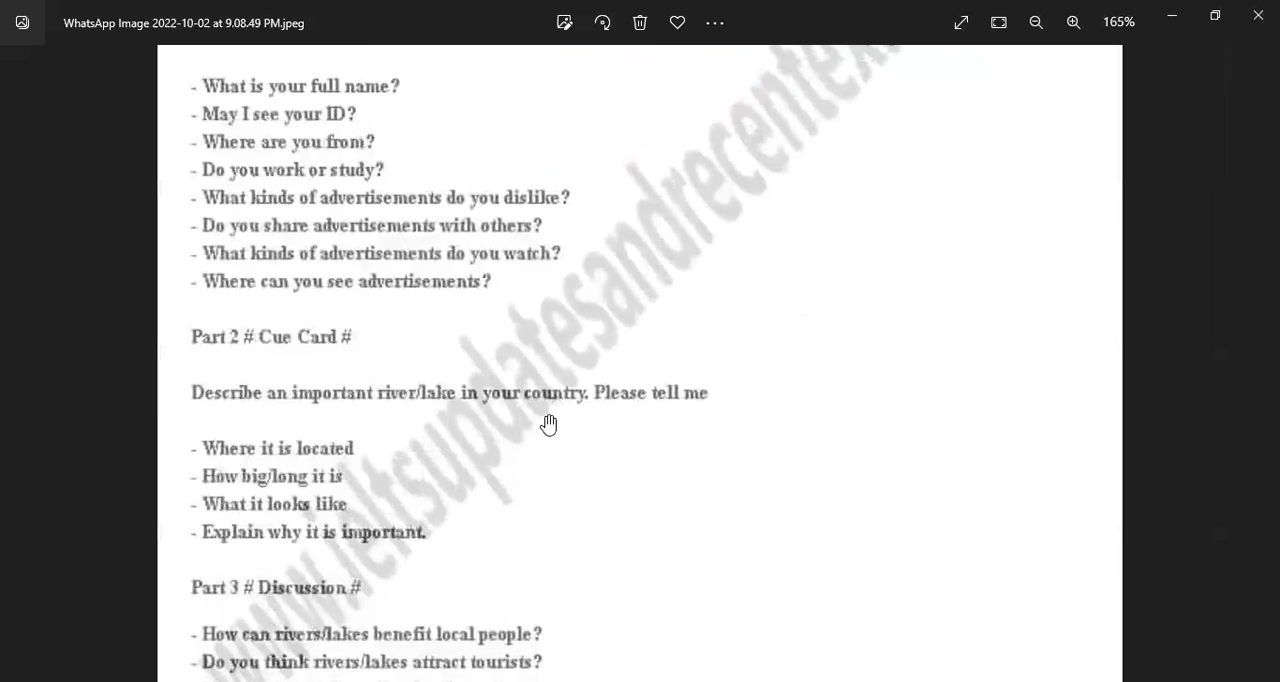 WhatsApp Image 2022-10-02 at 9.08.49 PM.jpeg
165%
- What is your full name?
- May I see your ID?
- Where are you from?
- Do you work or study?
- What kinds of advertisements do you dislike?
- Do you share advertisements with others?
- What kinds of advertisements do you watch?
- Where can you see advertisements?
Part 2 # Cue Card #
Describe an important river/lake in your country. Please tell me
- Where it is located
- How big/long it is
- What it looks like
- Explain why it is important.
Part 3 # Discussion #
- How can rivers/lakes benefit local people?
- Do you think rivers/lakes attract tourists?
www.ieltsupdatesandrecentex